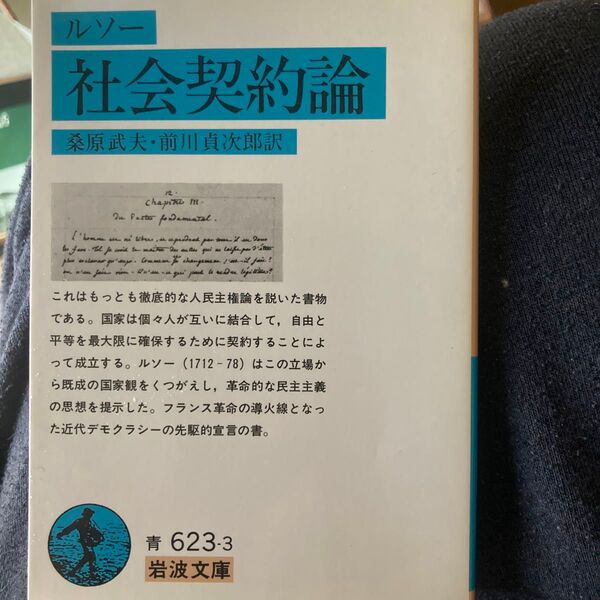 ルソー
社会契約論
桑原武夫・前川貞次郎訳
Chapitre III.
Du Pacte fondamental.
これはもっとも徹底的な人民主権論を説いた書物
である。国家は個々人が互いに結合して，自由と
平等を最大限に確保するために契約することによ
って成立する。ルソー（1712－78）はこの立場か
ら既成の国家観をくつがえし，革命的な民主主義
の思想を提示した。フランス革命の導火線となっ
た近代デモクラシーの先駆的宣言の書。
青 623-3
岩波文庫